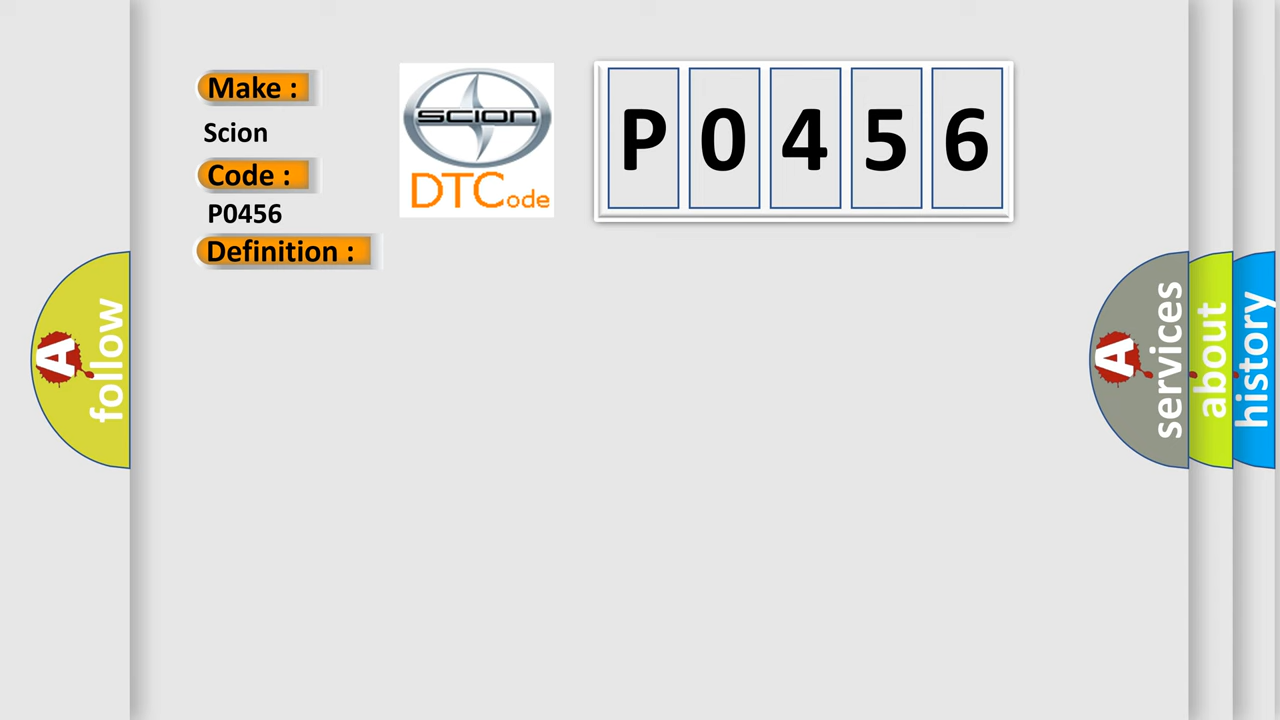 Make :
Scion
Code :
P0456
Definition :
SCION
DTCode
P 0 4 5 6
A follow
A services
about
history